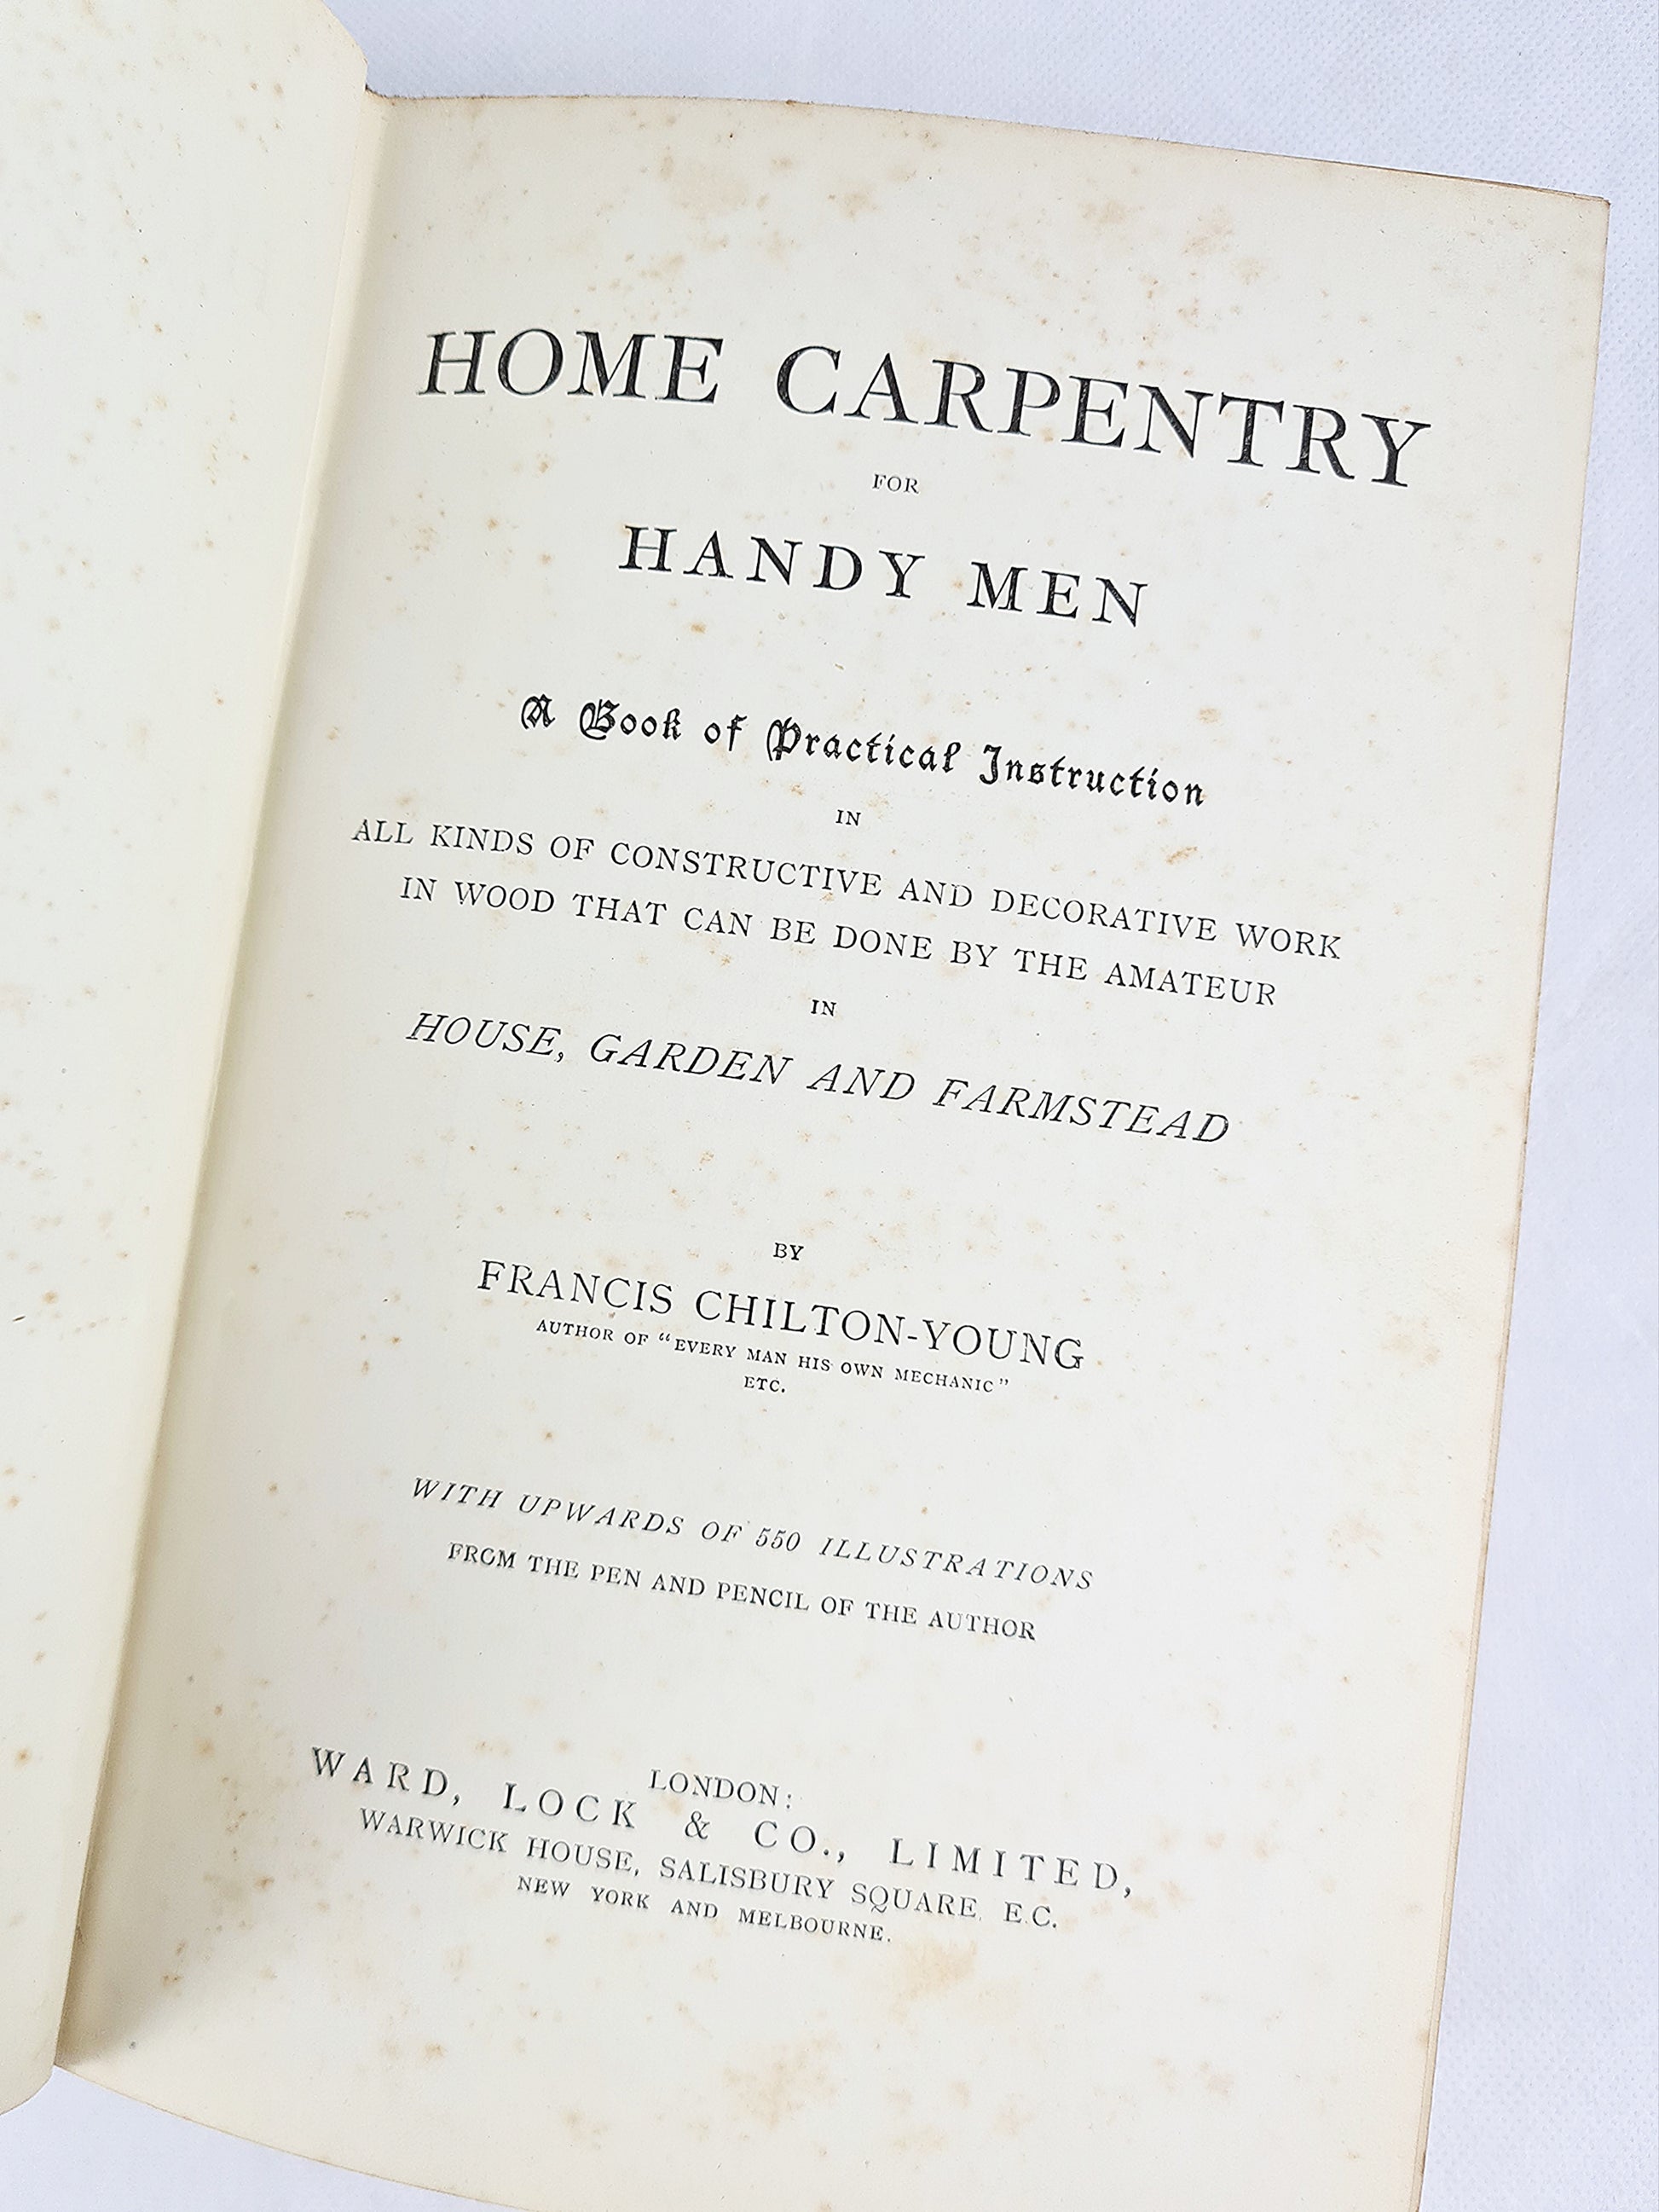 HOME CARPENTRY
FOR
HANDY MEN
A Book of Practical Instruction
IN
ALL KINDS OF CONSTRUCTIVE AND DECORATIVE WORK
IN WOOD THAT CAN BE DONE BY THE AMATEUR
IN
HOUSE, GARDEN AND FARMSTEAD
BY
FRANCIS CHILTON-YOUNG
AUTHOR OF "EVERY MAN HIS OWN MECHANIC"
ETC.
WITH UPWARDS OF 550 ILLUSTRATIONS
FROM THE PEN AND PENCIL OF THE AUTHOR
LONDON:
WARD, LOCK & CO., LIMITED,
WARWICK HOUSE, SALISBURY SQUARE, E.C.
NEW YORK AND MELBOURNE.